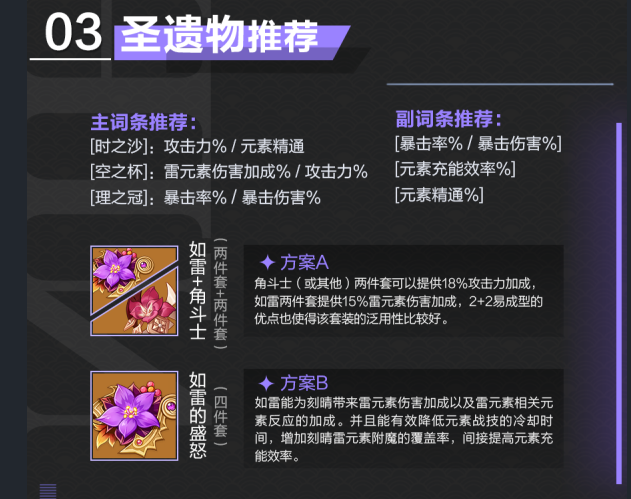 03 圣遗物推荐
主词条推荐：
[时之沙]：攻击力% / 元素精通
[空之杯]：雷元素伤害加成% / 攻击力%
[理之冠]：暴击率% / 暴击伤害%
副词条推荐：
[暴击率% / 暴击伤害%]
[元素充能效率%]
[元素精通%]
如雷+角斗士
(两件套+两件套)
方案A
角斗士（或其他）两件套可以提供18%攻击力加成，
如雷两件套提供15%雷元素伤害加成，2+2易成型的
优点也使得该套装的泛用性比较好。
如雷的盛怒
(四件套)
方案B
如雷能为刻晴带来雷元素伤害加成以及雷元素相关元
素反应的加成。并且能有效降低元素战技的冷却时
间，增加刻晴雷元素附魔的覆盖率，间接提高元素充
能效率。